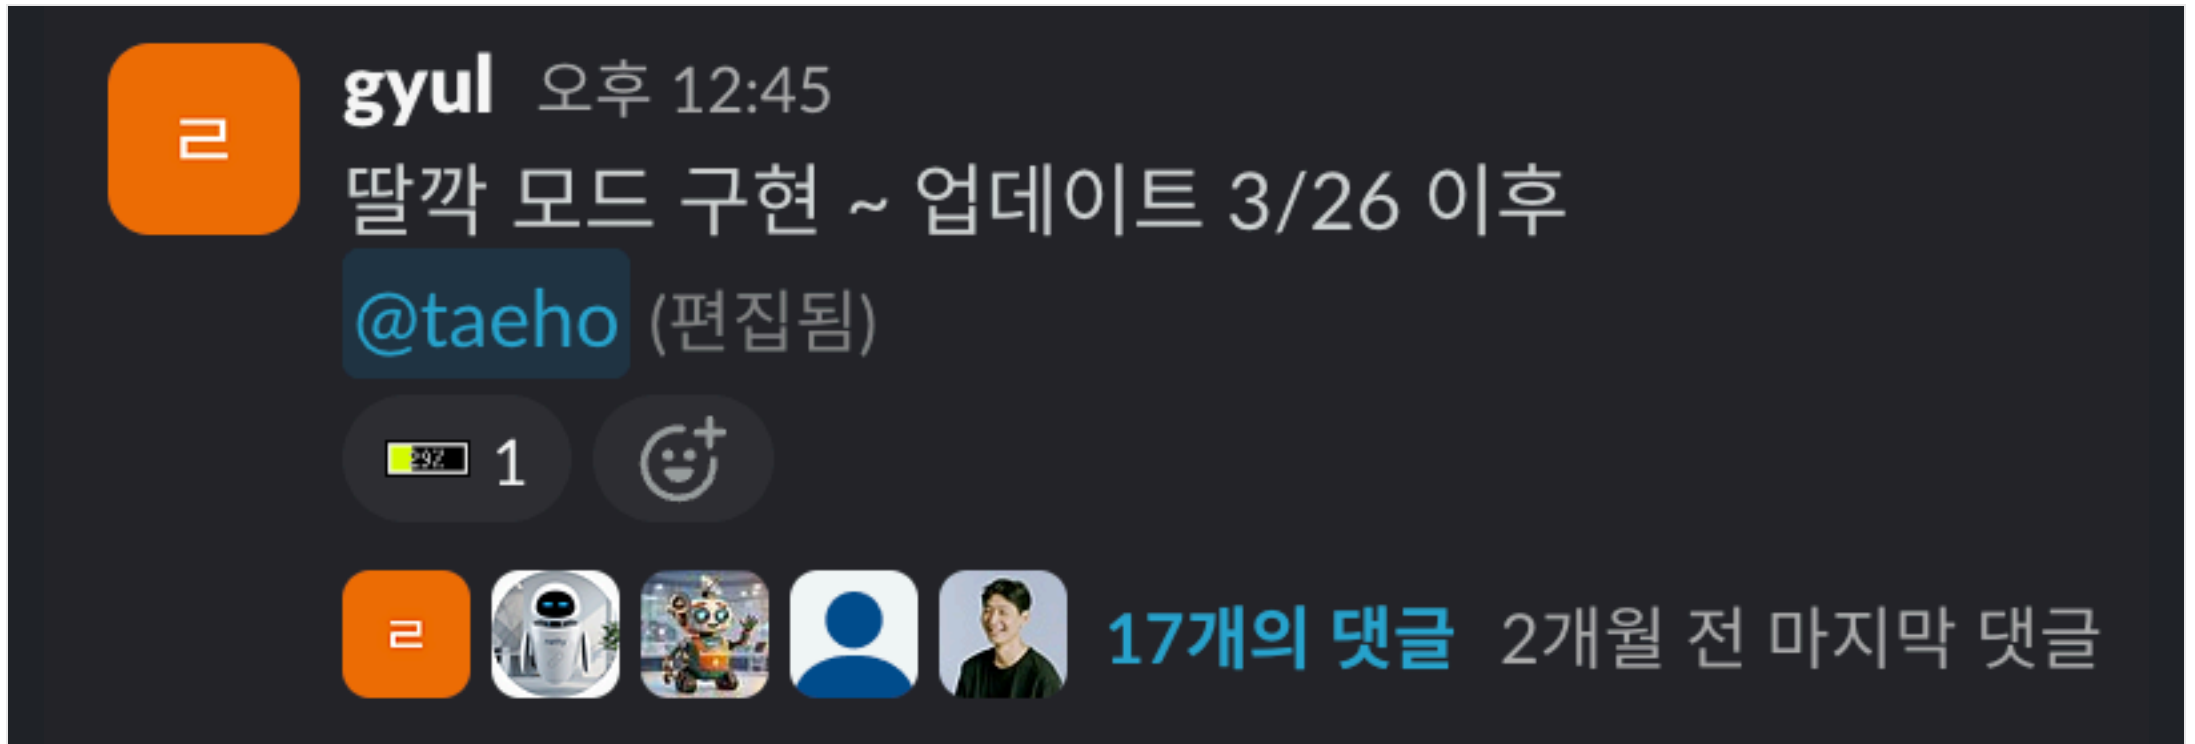 ㄹ
gyul 오후 12:45
딸깍 모드 구현 ~ 업데이트 3/26 이후
@taeho (편집됨)
29% 1
ㄹ 17개의 댓글 2개월 전 마지막 댓글